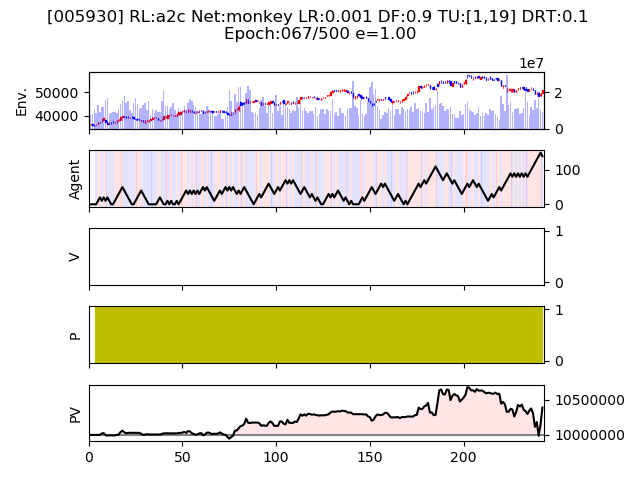 [005930] RL:a2c Net:monkey LR:0.001 DF:0.9 TU:[1,19] DRT:0.1
Epoch:067/500 e=1.00
1e7
Env.
50000
40000
2
0
Agent
100
0
V
1
0
P
1
0
PV
10500000
10000000
0 50 100 150 200